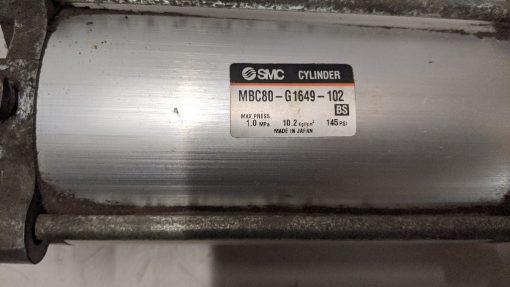 SMC CYLINDER
MBC80-G1649-102
BS
MAX.PRESS.
1.0 MPa 10.2 kgf/cm² 145 PSI
MADE IN JAPAN